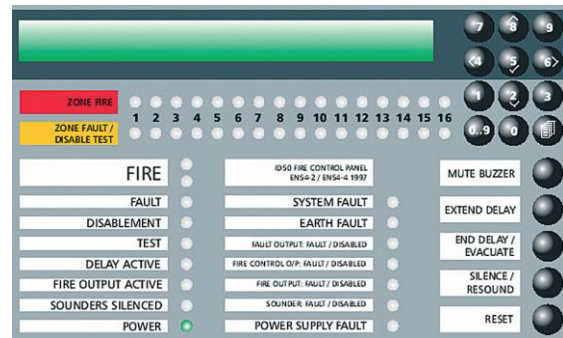 7 8 9
<4 5 6>
ZONE FIRE
1 2 3 4 5 6 7 8 9 10 11 12 13 14 15 16
1 2 3
ZONE FAULT /
DISABLE TEST
0..9 0
FIRE
ID50 FIRE CONTROL PANEL
EN54-2 / EN54-4 1997
MUTE BUZZER
FAULT
SYSTEM FAULT
EXTEND DELAY
DISABLEMENT
EARTH FAULT
TEST
FAULT OUTPUT: FAULT / DISABLED
END DELAY /
EVACUATE
DELAY ACTIVE
FIRE CONTROL O/P: FAULT / DISABLED
FIRE OUTPUT ACTIVE
FIRE OUTPUT: FAULT / DISABLED
SILENCE /
RESOUND
SOUNDERS SILENCED
SOUNDER: FAULT / DISABLED
RESET
POWER
POWER SUPPLY FAULT